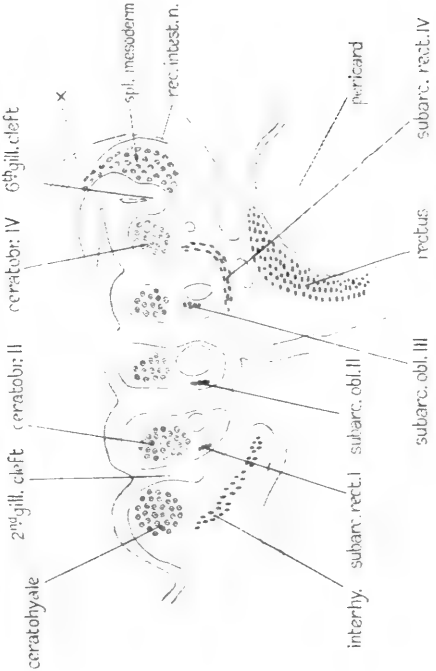 ceratohyale
2nd gill. cleft
ceratobr. II
ceratobr. IV
6th gill. cleft
x
spl. mesoderm
rec. intest. n.
interhy.
subarc. rect. I
subarc. obl. II
subarc. obl. III
rectus
subarc. rect. IV
pericard